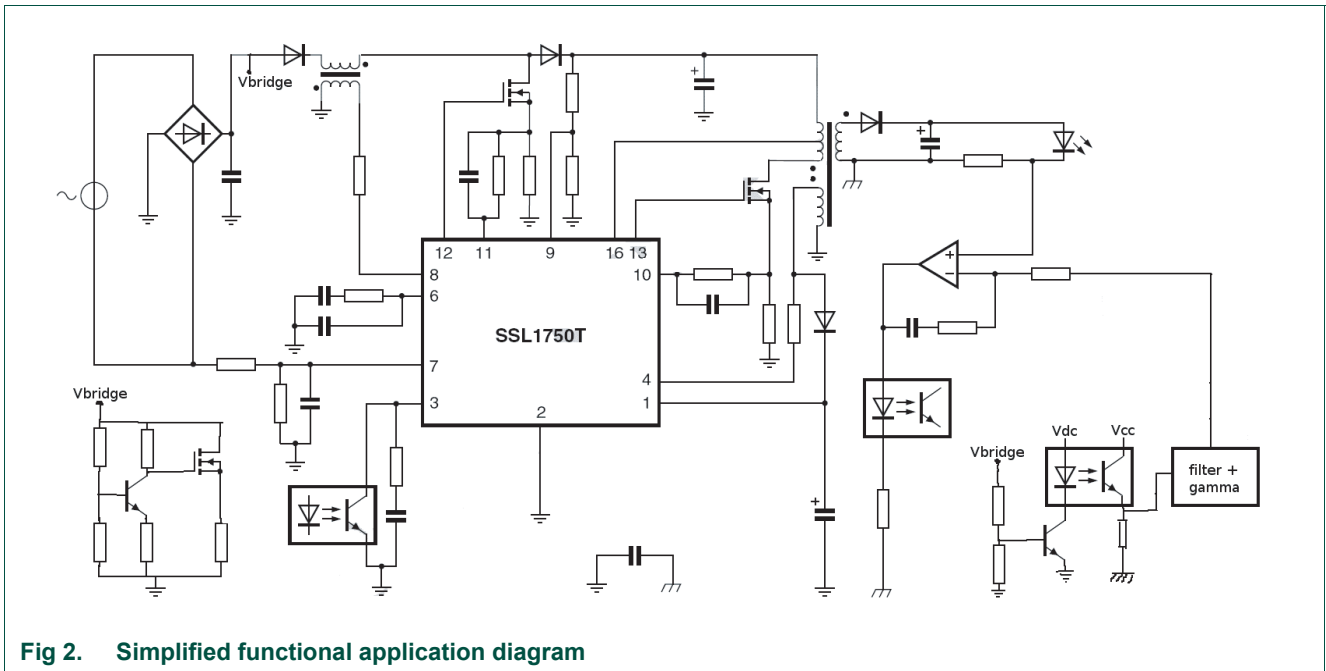 Vbridge
12 11 9 16 13
8 10
6
SSL1750T
7
4
3 1
2
+
+
+
−
+
Vbridge
Vbridge
Vdc Vcc
filter +
gamma
Fig 2. Simplified functional application diagram